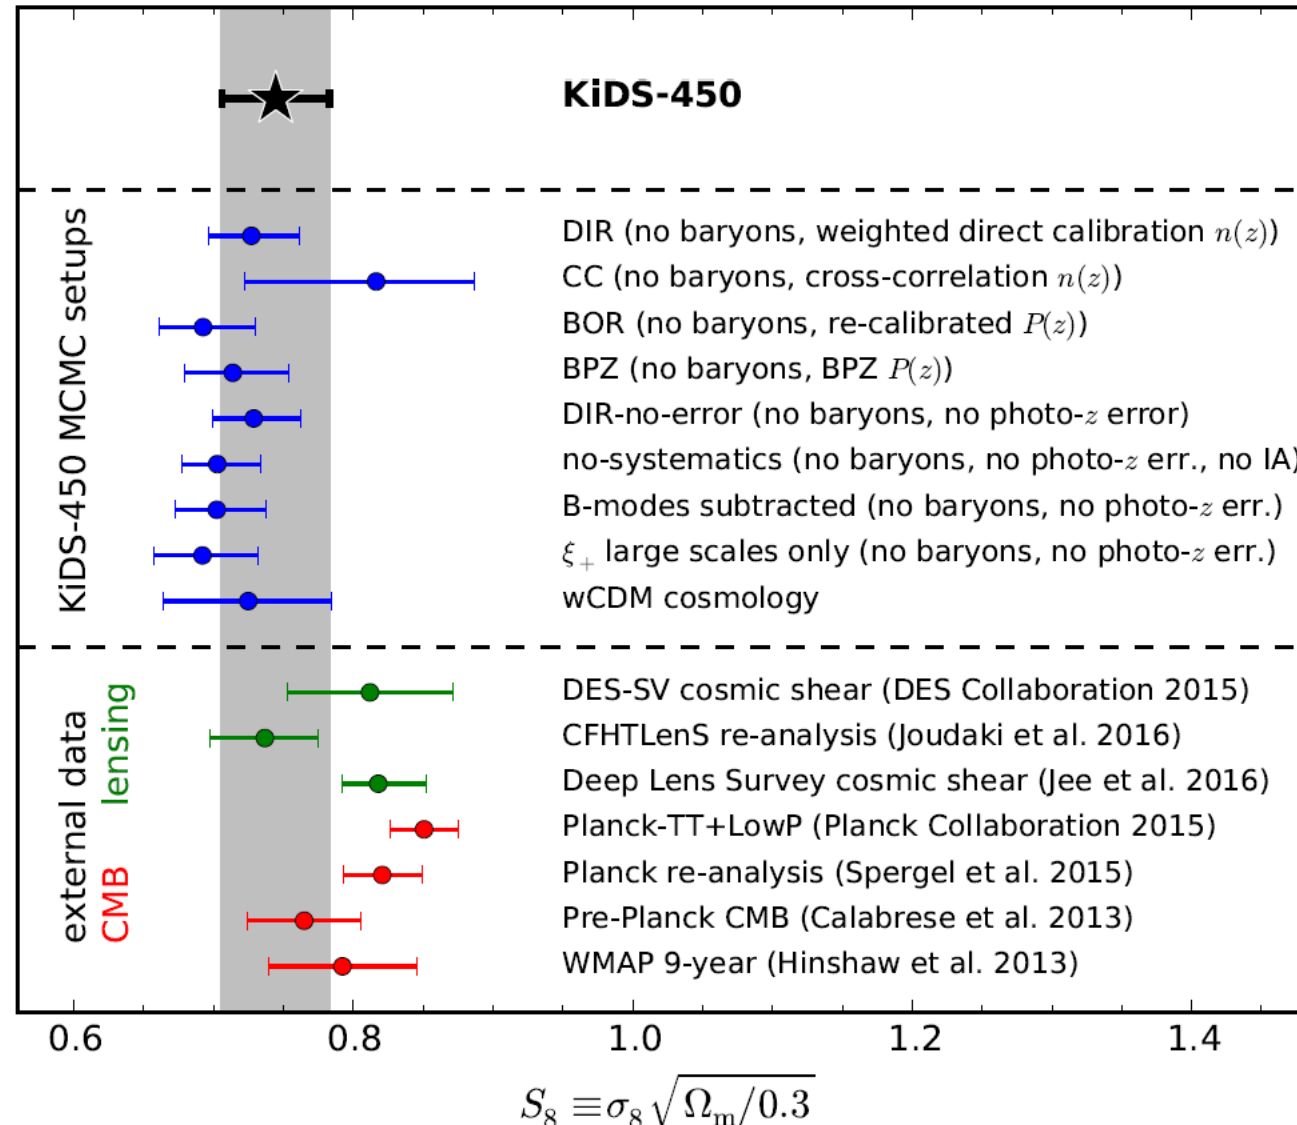 KiDS-450
KiDS-450 MCMC setups
DIR (no baryons, weighted direct calibration n(z))
CC (no baryons, cross-correlation n(z))
BOR (no baryons, re-calibrated P(z))
BPZ (no baryons, BPZ P(z))
DIR-no-error (no baryons, no photo-z error)
no-systematics (no baryons, no photo-z err., no IA)
B-modes subtracted (no baryons, no photo-z err.)
ξ₊ large scales only (no baryons, no photo-z err.)
wCDM cosmology
external data
lensing
CMB
DES-SV cosmic shear (DES Collaboration 2015)
CFHTLenS re-analysis (Joudaki et al. 2016)
Deep Lens Survey cosmic shear (Jee et al. 2016)
Planck-TT+LowP (Planck Collaboration 2015)
Planck re-analysis (Spergel et al. 2015)
Pre-Planck CMB (Calabrese et al. 2013)
WMAP 9-year (Hinshaw et al. 2013)
0.6 0.8 1.0 1.2 1.4
S₈ ≡ σ₈ √(Ωₘ/0.3)